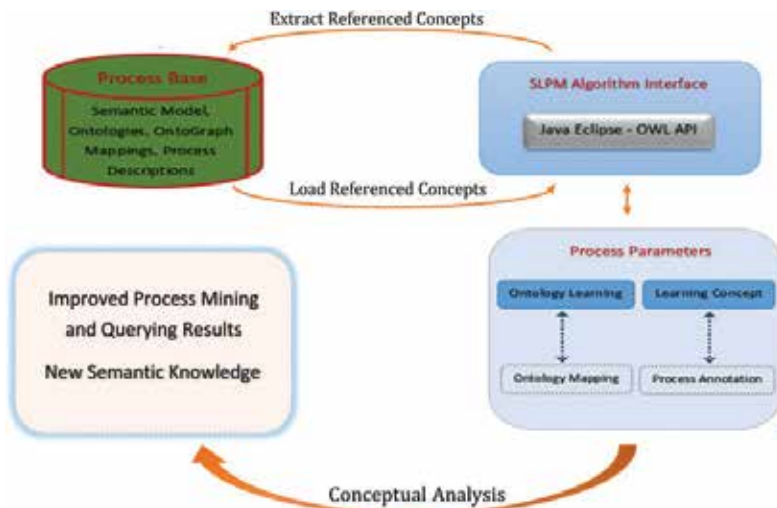 Extract Referenced Concepts
Process Base
Semantic Model,
Ontologies, OntoGraph
Mappings, Process
Descriptions
SLPM Algorithm Interface
Java Eclipse - OWL API
Load Referenced Concepts
Process Parameters
Ontology Learning
Learning Concept
Ontology Mapping
Process Annotation
Improved Process Mining
and Querying Results
New Semantic Knowledge
Conceptual Analysis